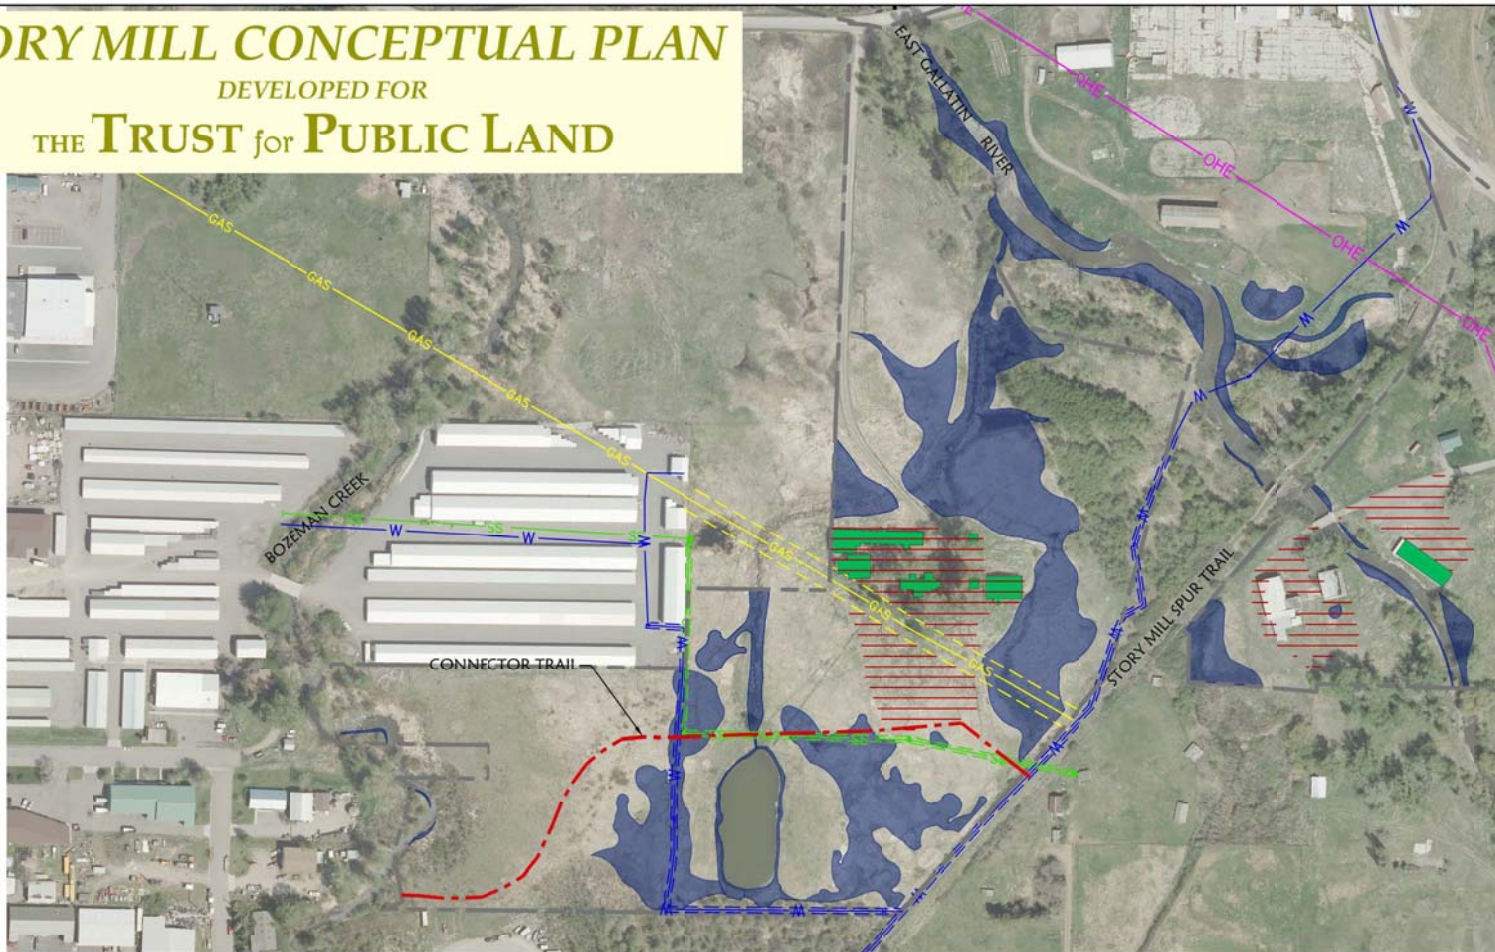 ORY MILL CONCEPTUAL PLAN
DEVELOPED FOR
THE TRUST for PUBLIC LAND
EAST GALLATIN
RIVER
OHE
OHE
OHE
OHE
W
W
W
W
GAS
GAS
GAS
GAS
GAS
GAS
GAS
GAS
BOZEMAN CREEK
SS
SS
W
W
W
W
W
W
STORY MILL SPUR TRAIL
CONNECTOR TRAIL
W
SS
W
W
W
W
W